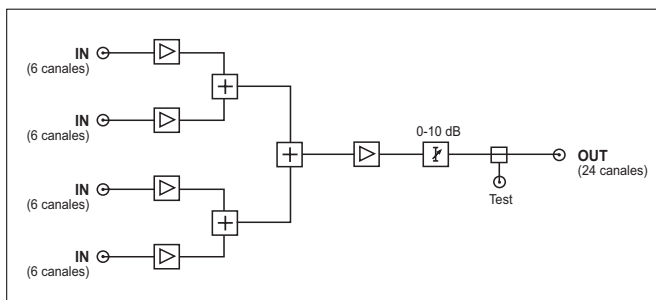 IN
(6 canales)
IN
(6 canales)
0-10 dB
OUT
(24 canales)
Test
IN
(6 canales)
IN
(6 canales)